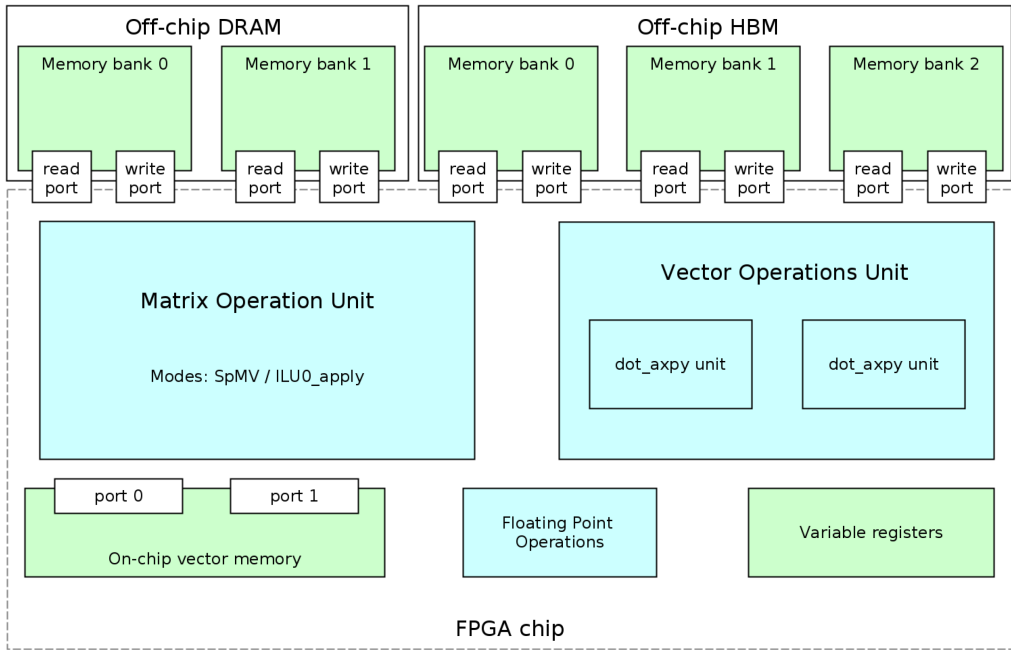 Off-chip DRAM
Off-chip HBM
Memory bank 0
Memory bank 1
Memory bank 0
Memory bank 1
Memory bank 2
read
port
write
port
read
port
write
port
read
port
write
port
read
port
write
port
read
port
write
port
Matrix Operation Unit
Modes: SpMV / ILU0_apply
Vector Operations Unit
dot_axpy unit
dot_axpy unit
port 0
port 1
On-chip vector memory
Floating Point
Operations
Variable registers
FPGA chip